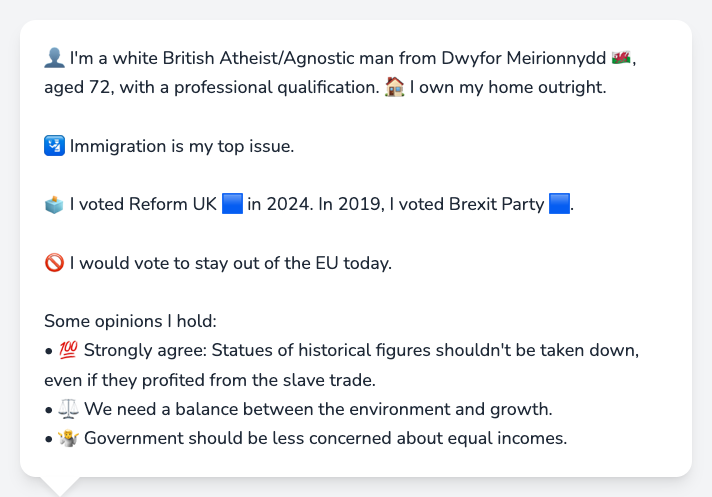 👤 I'm a white British Atheist/Agnostic man from Dwyfor Meirionnydd 🏴󠁧󠁢󠁷󠁬󠁳󠁿,
aged 72, with a professional qualification. 🏠 I own my home outright.
🛂 Immigration is my top issue.
🗳️ I voted Reform UK 🟦 in 2024. In 2019, I voted Brexit Party 🟦.
🚫 I would vote to stay out of the EU today.
Some opinions I hold:
• 💯 Strongly agree: Statues of historical figures shouldn't be taken down,
even if they profited from the slave trade.
• ⚖️ We need a balance between the environment and growth.
• 🤷 Government should be less concerned about equal incomes.